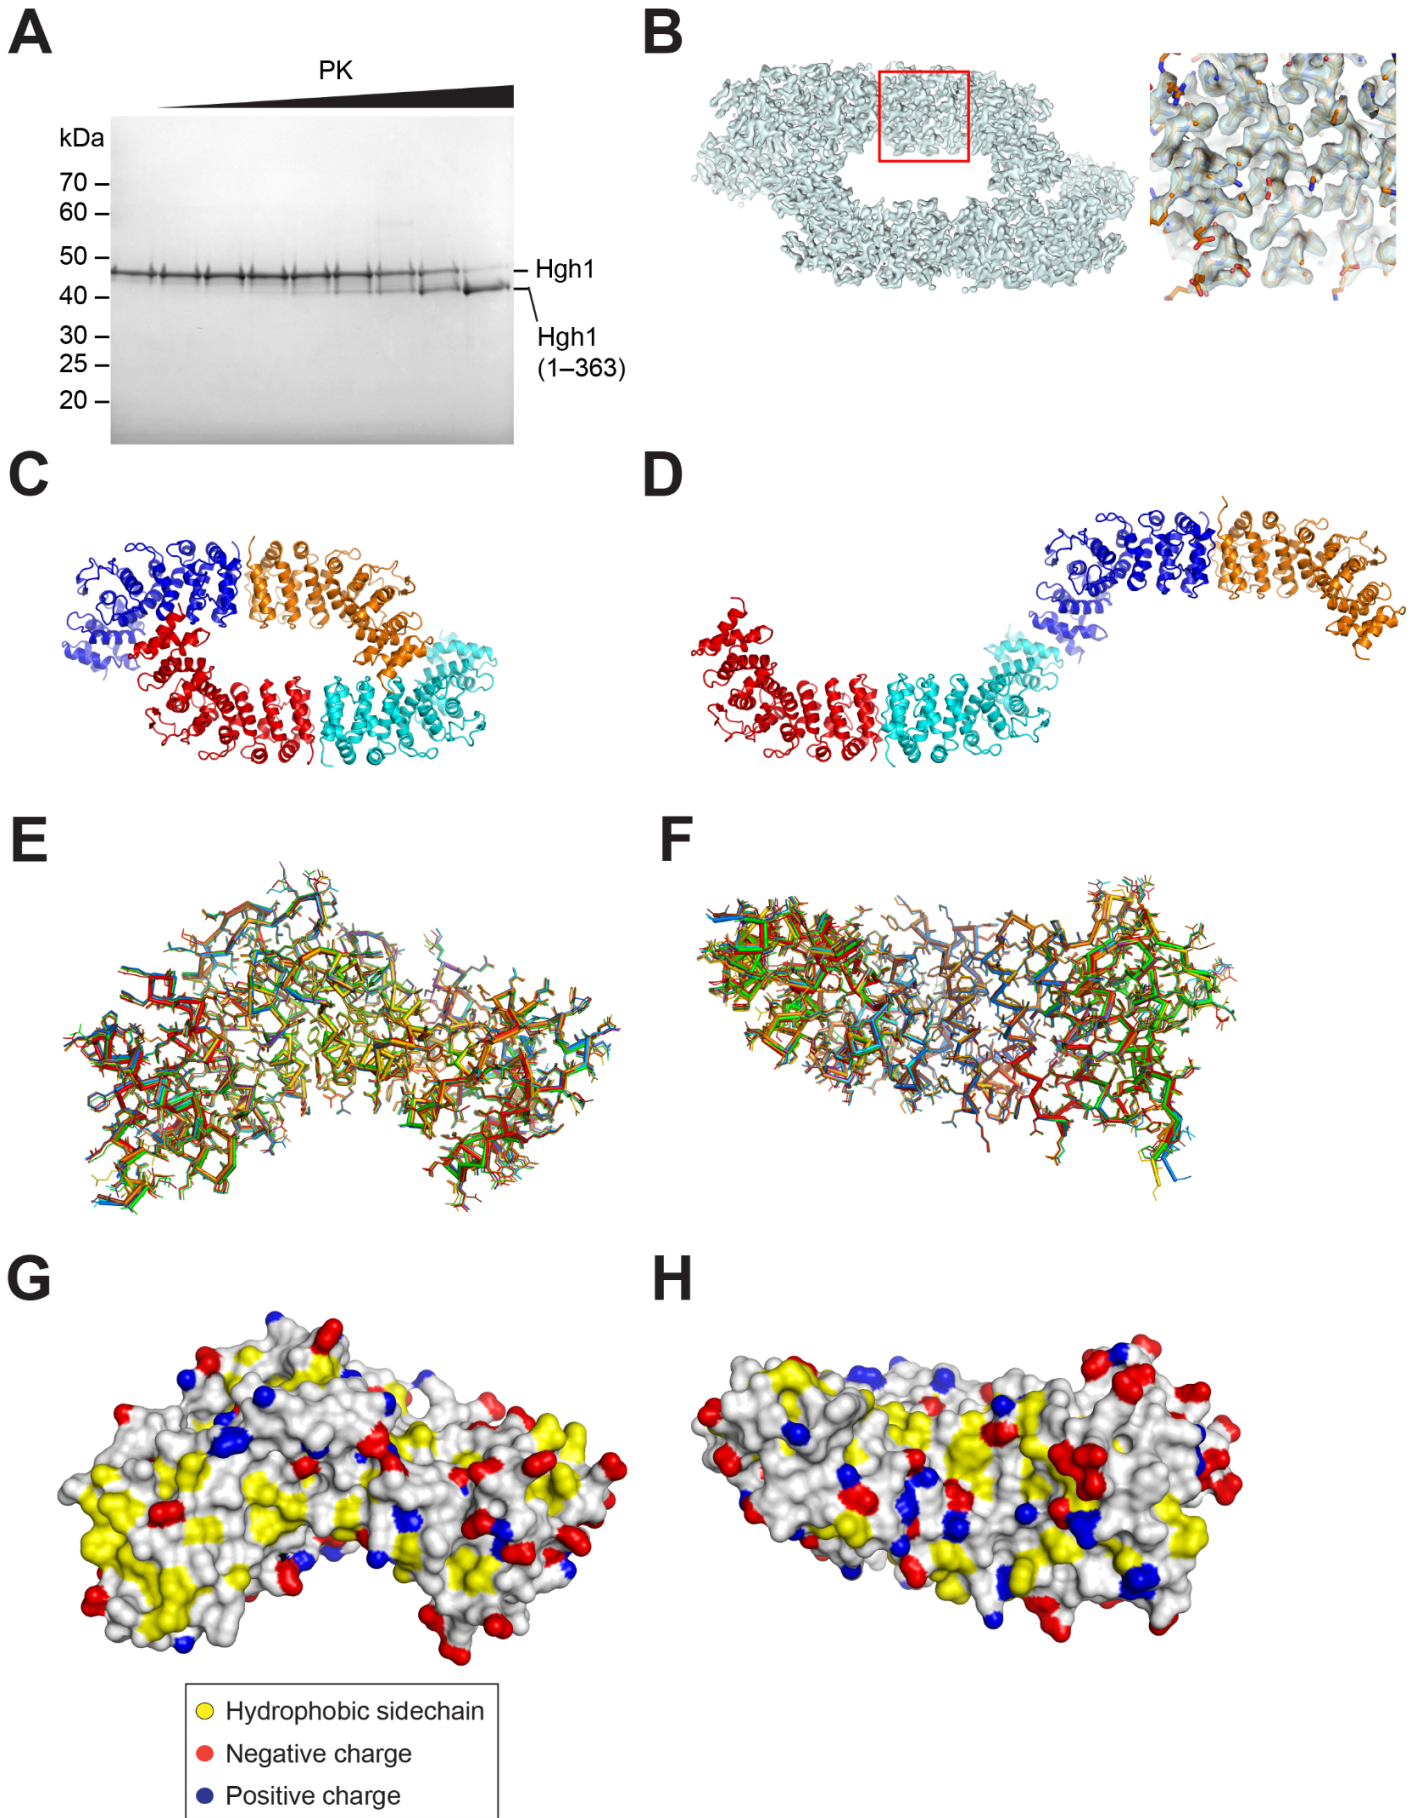 A
B
PK
kDa
70
60
50
40
30
25
20
Hgh1
Hgh1
(1–363)
C
D
E
F
G
H
Hydrophobic sidechain
Negative charge
Positive charge